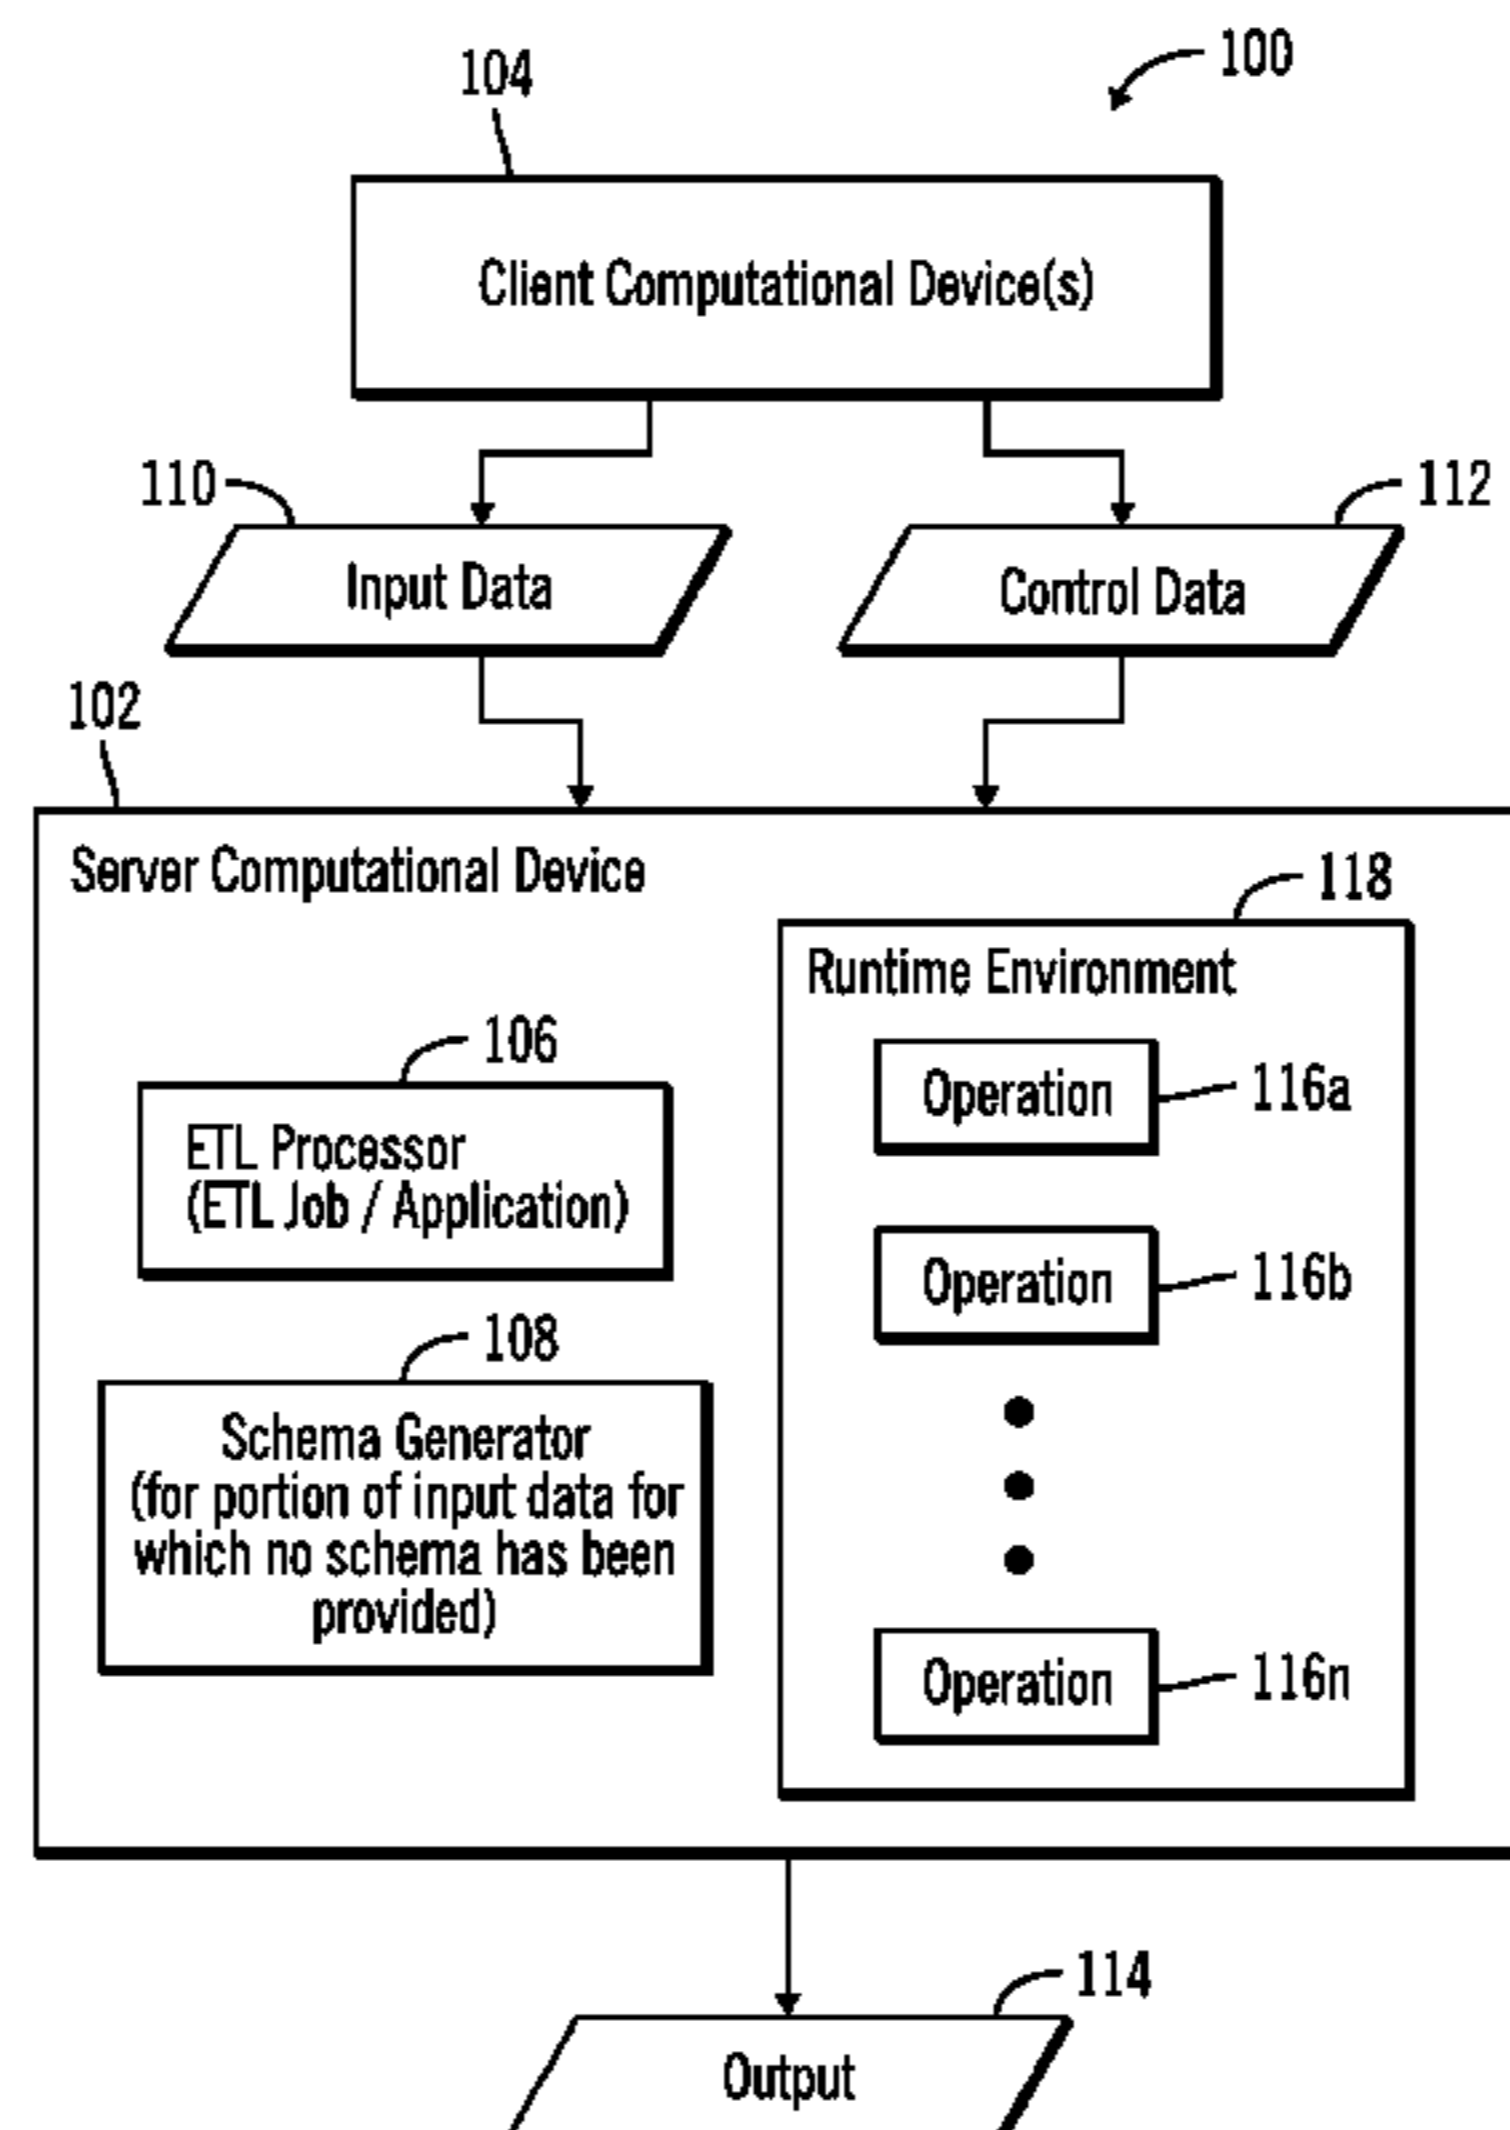 100
104
Client Computational Device(s)
110
112
Input Data
Control Data
102
Server Computational Device
118
Runtime Environment
106
ETL Processor
(ETL Job / Application)
Operation
116a
Operation
116b
108
Schema Generator
(for portion of input data for
which no schema has been
provided)
Operation
116n
114
Output